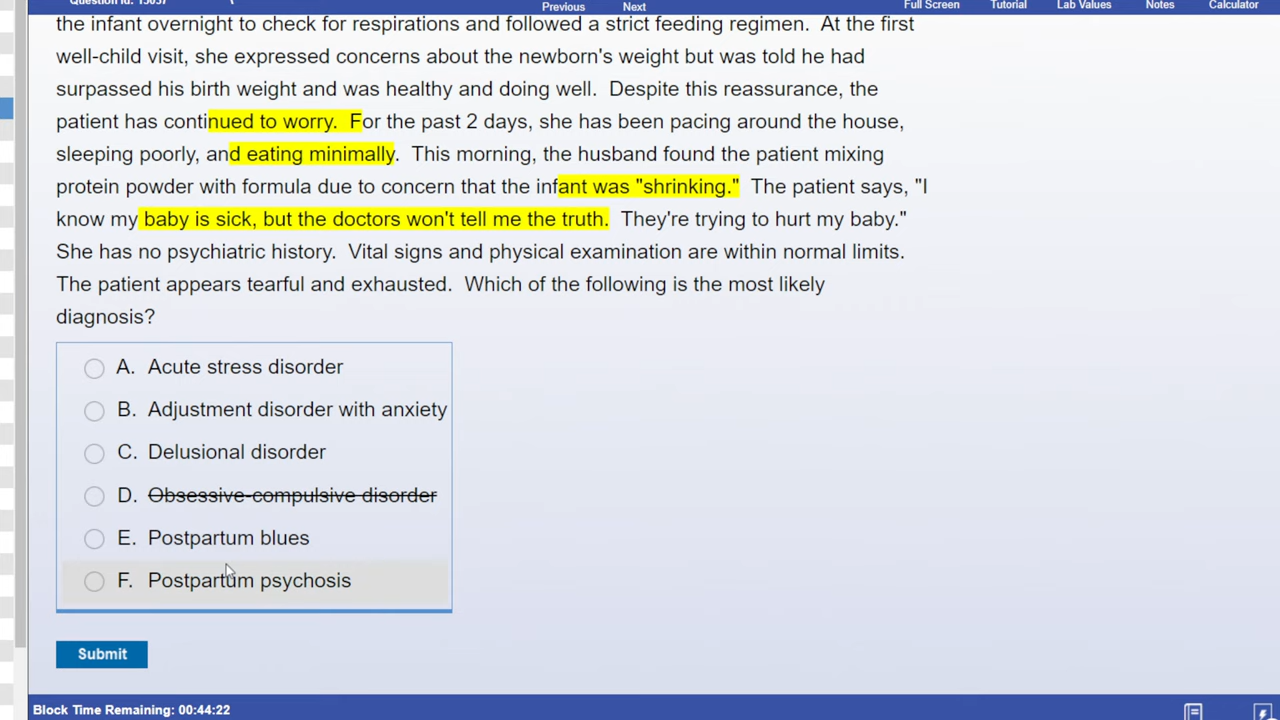 Previous
Next
Full Screen
Tutorial
Lab Values
Notes
Calculator
the infant overnight to check for respirations and followed a strict feeding regimen. At the first
well-child visit, she expressed concerns about the newborn's weight but was told he had
surpassed his birth weight and was healthy and doing well. Despite this reassurance, the
patient has continued to worry. For the past 2 days, she has been pacing around the house,
sleeping poorly, and eating minimally. This morning, the husband found the patient mixing
protein powder with formula due to concern that the infant was "shrinking." The patient says, "I
know my baby is sick, but the doctors won't tell me the truth. They're trying to hurt my baby."
She has no psychiatric history. Vital signs and physical examination are within normal limits.
The patient appears tearful and exhausted. Which of the following is the most likely
diagnosis?
A. Acute stress disorder
B. Adjustment disorder with anxiety
C. Delusional disorder
D. Obsessive-compulsive disorder
E. Postpartum blues
F. Postpartum psychosis
Submit
Block Time Remaining: 00:44:22